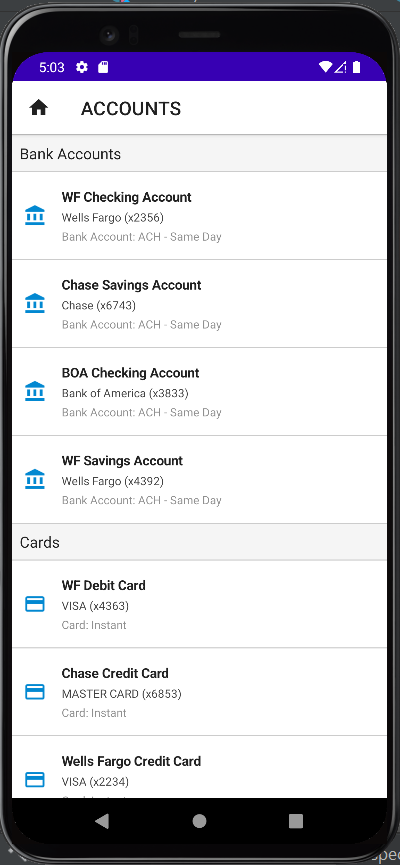 5:03
ACCOUNTS
Bank Accounts
WF Checking Account
Wells Fargo (x2356)
Bank Account: ACH - Same Day
Chase Savings Account
Chase (x6743)
Bank Account: ACH - Same Day
BOA Checking Account
Bank of America (x3833)
Bank Account: ACH - Same Day
WF Savings Account
Wells Fargo (x4392)
Bank Account: ACH - Same Day
Cards
WF Debit Card
VISA (x4363)
Card: Instant
Chase Credit Card
MASTER CARD (x6853)
Card: Instant
Wells Fargo Credit Card
VISA (x2234)